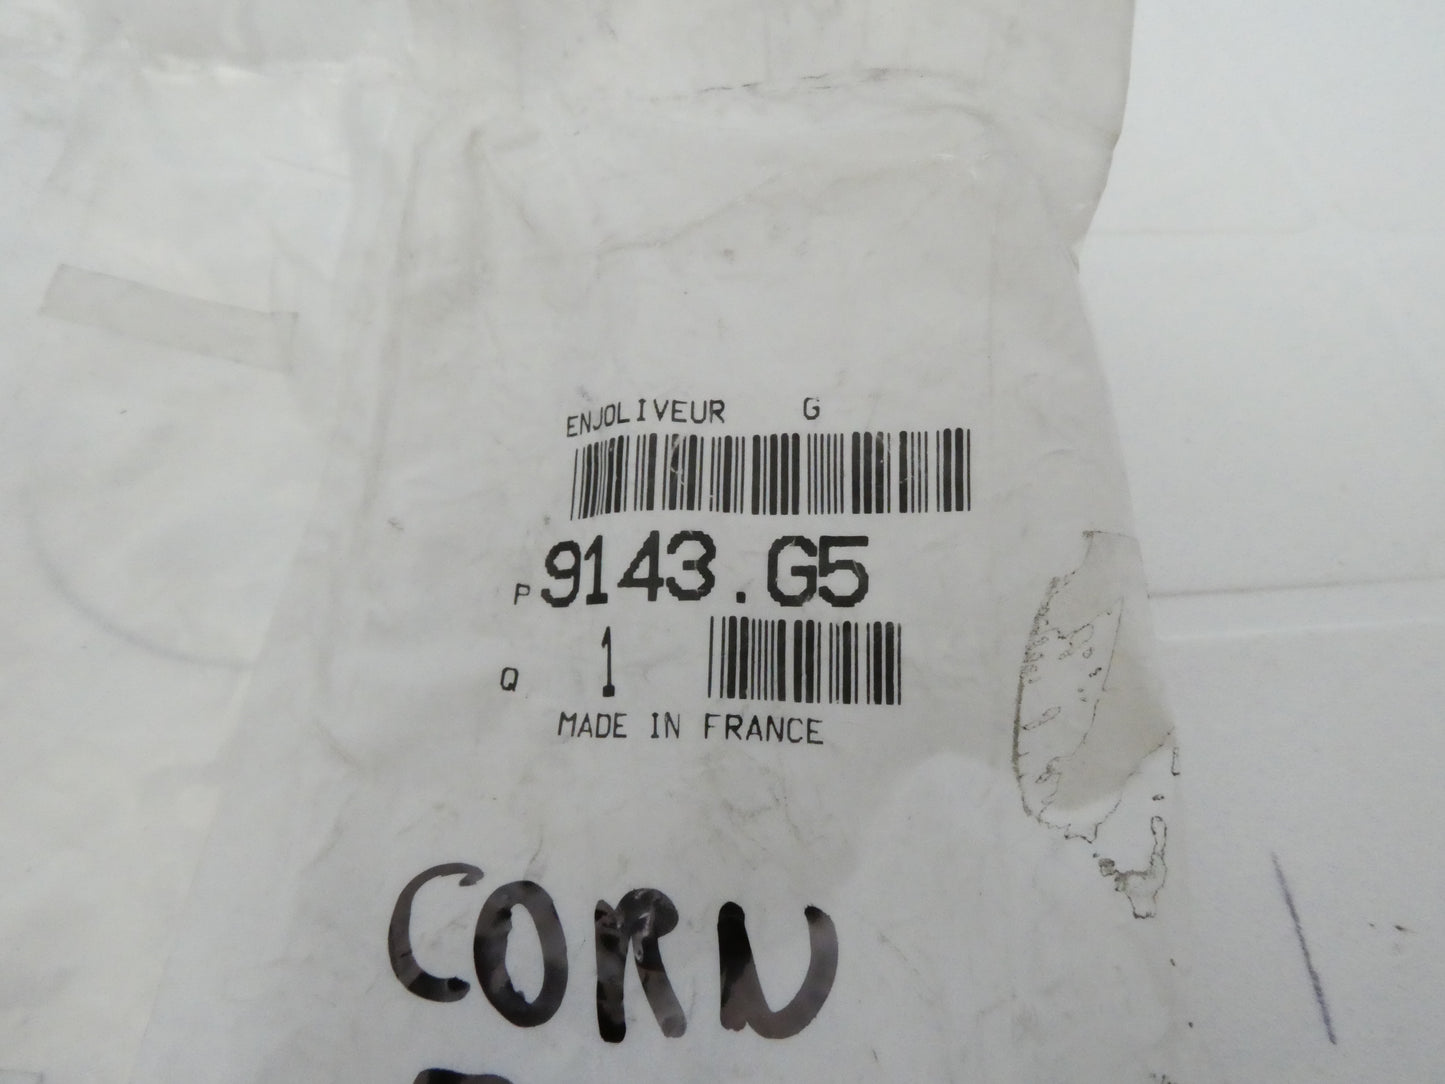 ENJOLIVEUR G
P 9143.G5
Q 1
MADE IN FRANCE
CORN